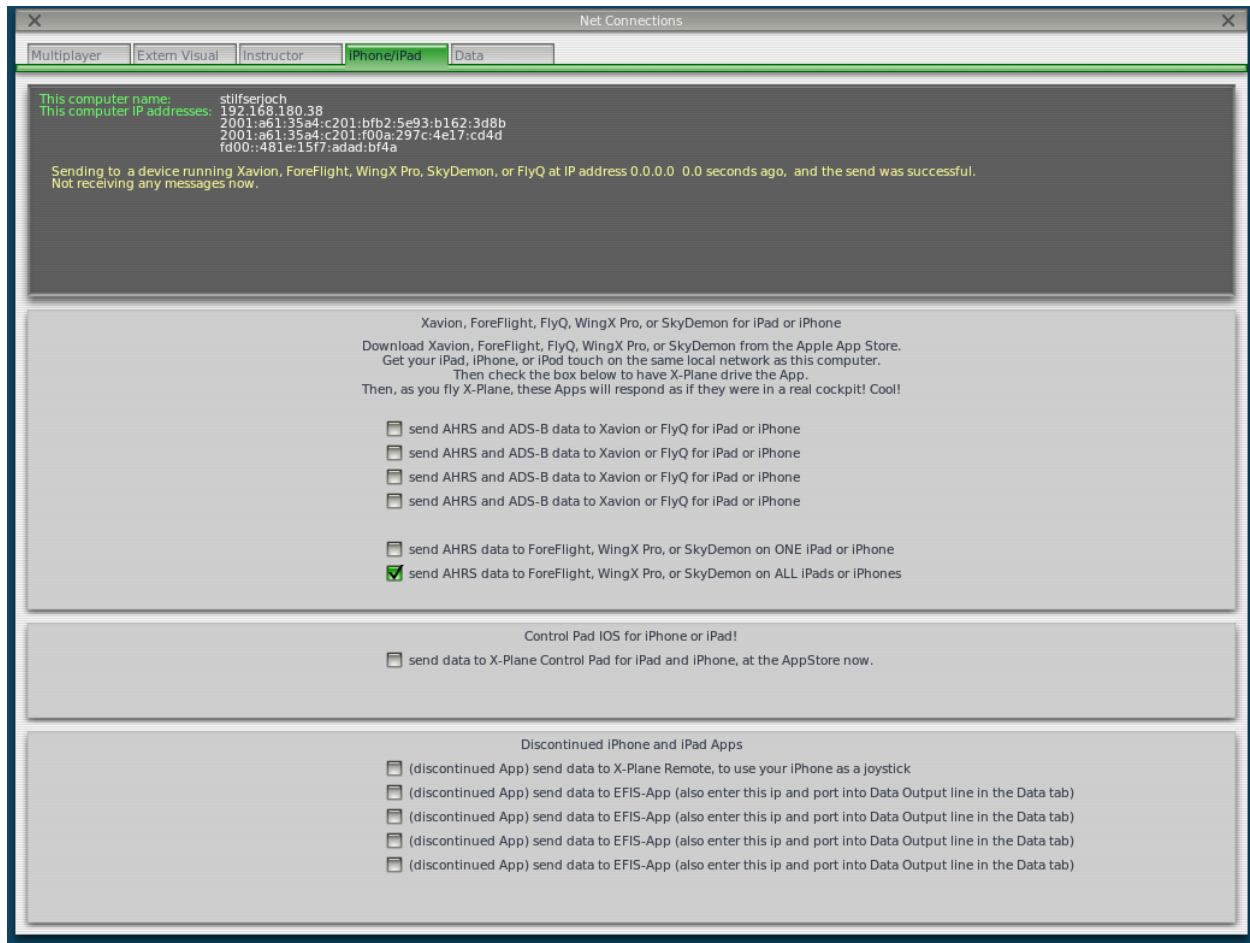 Net Connections
Multiplayer
Extern Visual
Instructor
iPhone/iPad
Data
This computer name: stilfserjoch
This computer IP addresses: 192.168.180.38
2001:a61:35a4:c201:bfb2:5e93:b162:3d8b
2001:a61:35a4:c201:f00a:297c:4e17:cd4d
fd00::481e:15f7:adad:bf4a
Sending to  a device running Xavion, ForeFlight, WingX Pro, SkyDemon, or FlyQ at IP address 0.0.0.0  0.0 seconds ago,  and the send was successful.
Not receiving any messages now.
Xavion, ForeFlight, FlyQ, WingX Pro, or SkyDemon for iPad or iPhone
Download Xavion, ForeFlight, FlyQ, WingX Pro, or SkyDemon from the Apple App Store.
Get your iPad, iPhone, or iPod touch on the same local network as this computer.
Then check the box below to have X-Plane drive the App.
Then, as you fly X-Plane, these Apps will respond as if they were in a real cockpit! Cool!
send AHRS and ADS-B data to Xavion or FlyQ for iPad or iPhone
send AHRS and ADS-B data to Xavion or FlyQ for iPad or iPhone
send AHRS and ADS-B data to Xavion or FlyQ for iPad or iPhone
send AHRS and ADS-B data to Xavion or FlyQ for iPad or iPhone
send AHRS data to ForeFlight, WingX Pro, or SkyDemon on ONE iPad or iPhone
send AHRS data to ForeFlight, WingX Pro, or SkyDemon on ALL iPads or iPhones
Control Pad IOS for iPhone or iPad!
send data to X-Plane Control Pad for iPad and iPhone, at the AppStore now.
Discontinued iPhone and iPad Apps
(discontinued App) send data to X-Plane Remote, to use your iPhone as a joystick
(discontinued App) send data to EFIS-App (also enter this ip and port into Data Output line in the Data tab)
(discontinued App) send data to EFIS-App (also enter this ip and port into Data Output line in the Data tab)
(discontinued App) send data to EFIS-App (also enter this ip and port into Data Output line in the Data tab)
(discontinued App) send data to EFIS-App (also enter this ip and port into Data Output line in the Data tab)